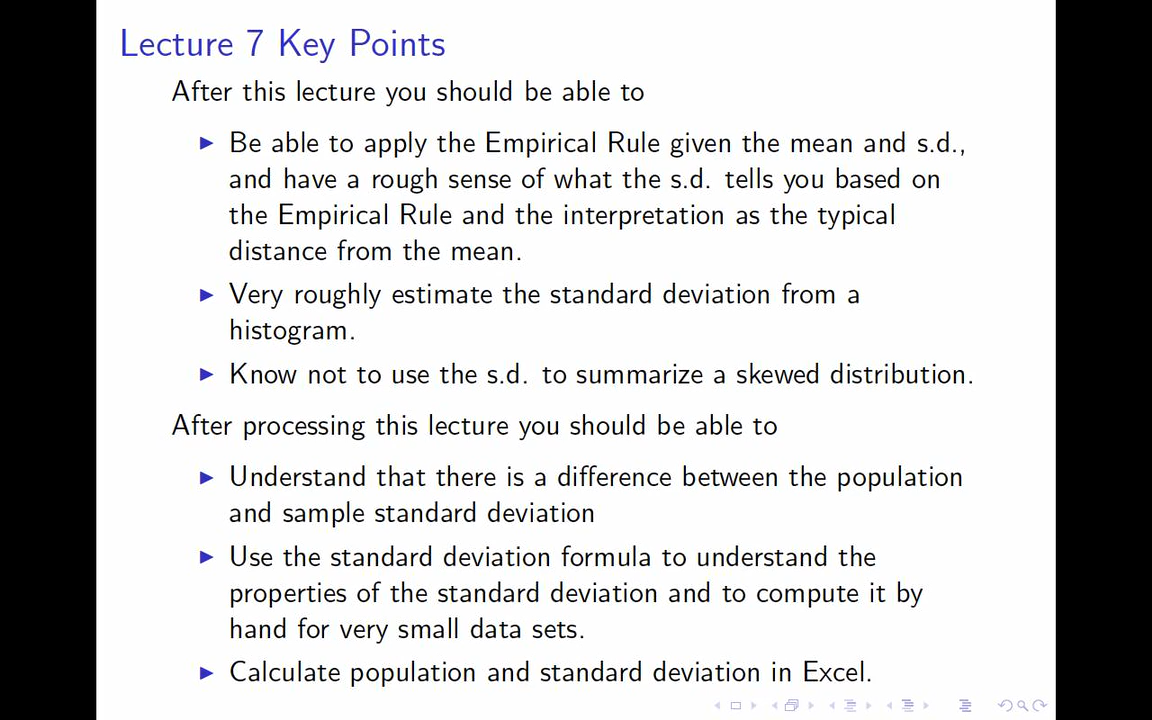 Lecture 7 Key Points
After this lecture you should be able to
▶ Be able to apply the Empirical Rule given the mean and s.d.,
and have a rough sense of what the s.d. tells you based on
the Empirical Rule and the interpretation as the typical
distance from the mean.
▶ Very roughly estimate the standard deviation from a
histogram.
▶ Know not to use the s.d. to summarize a skewed distribution.
After processing this lecture you should be able to
▶ Understand that there is a difference between the population
and sample standard deviation
▶ Use the standard deviation formula to understand the
properties of the standard deviation and to compute it by
hand for very small data sets.
▶ Calculate population and standard deviation in Excel.